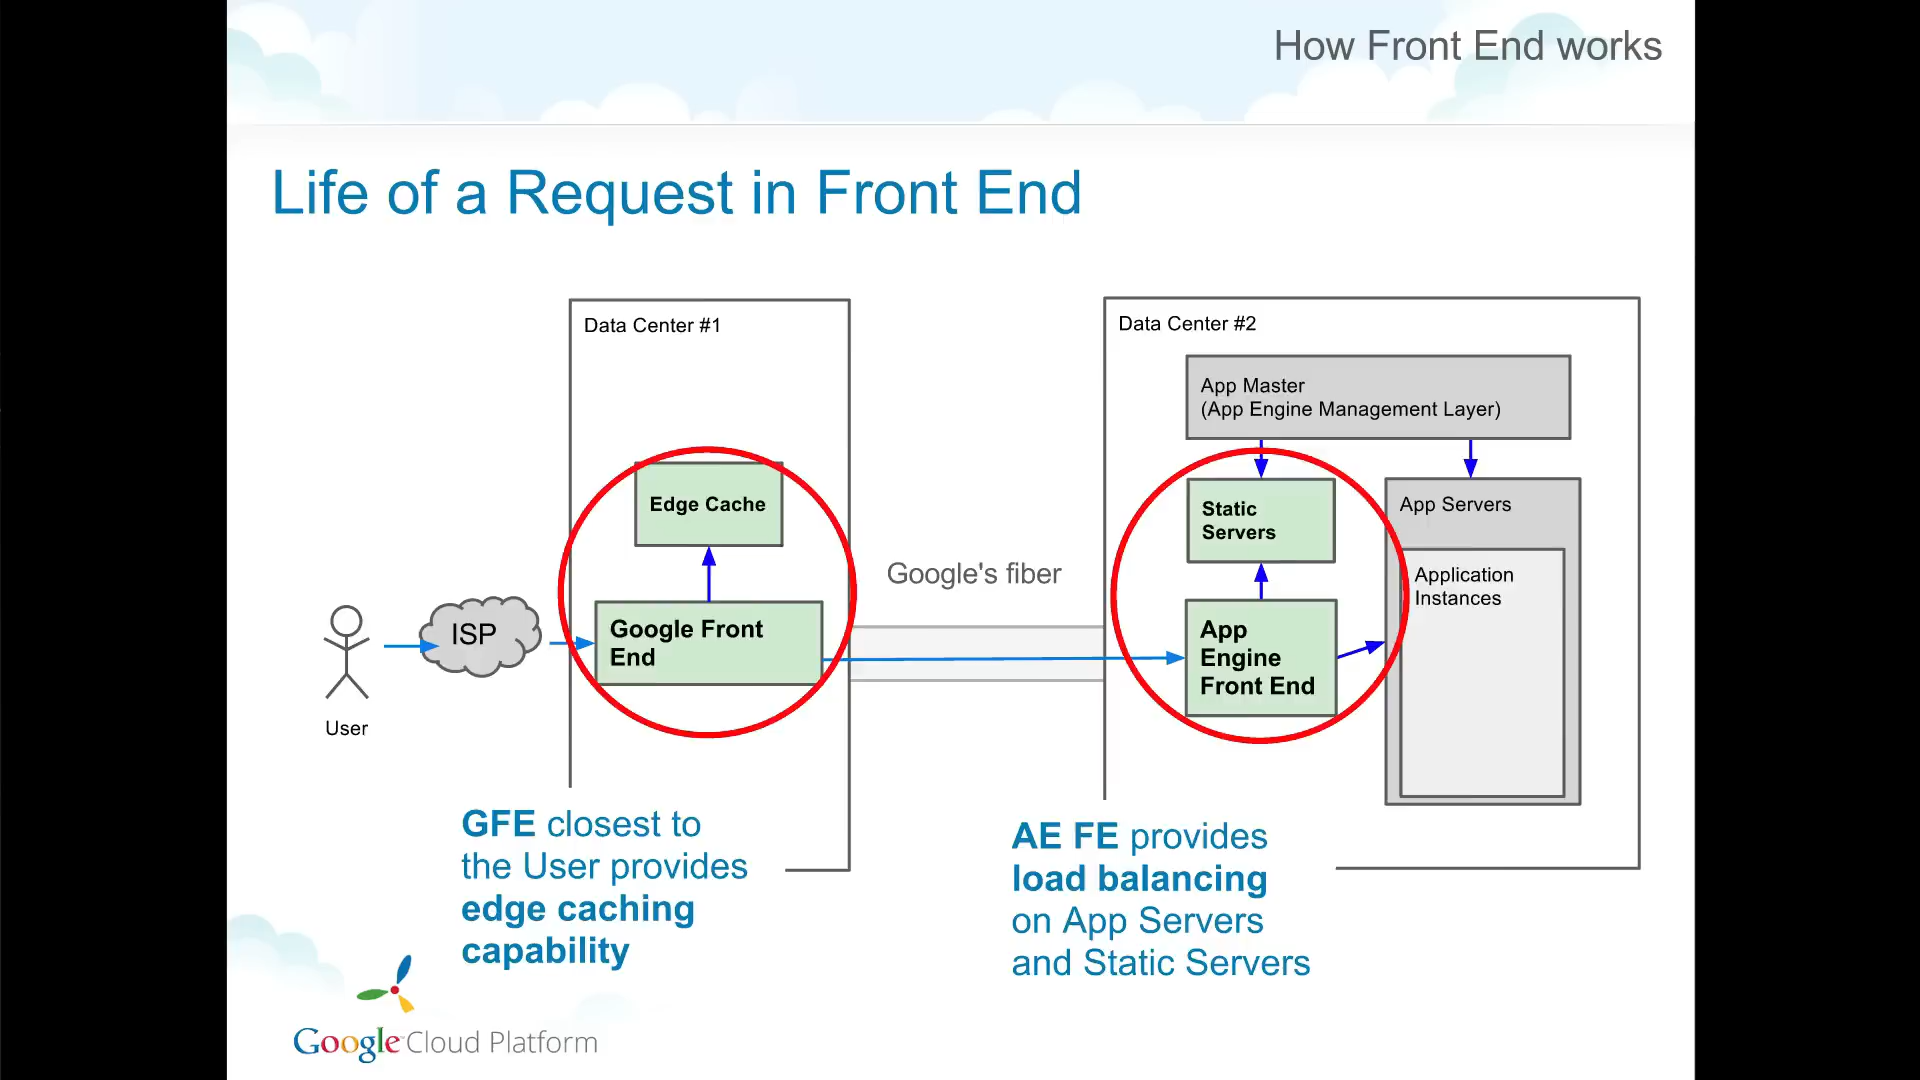 How Front End works
Life of a Request in Front End
Data Center #1
Data Center #2
App Master
(App Engine Management Layer)
Edge Cache
Static
Servers
App Servers
Application
Instances
Google's fiber
ISP
Google Front
End
App
Engine
Front End
User
GFE closest to
the User provides
edge caching
capability
AE FE provides
load balancing
on App Servers
and Static Servers
Google Cloud Platform